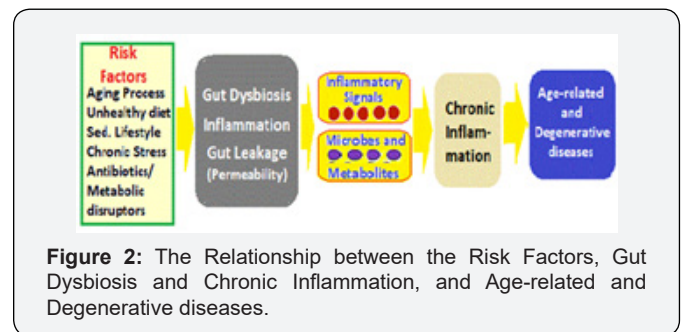 Risk
Factors
Aging Process
Unhealthy diet
Sed. Lifestyle
Chronic Stress
Antibiotics/
Metabolic
disruptors
Gut Dysbiosis
Inflammation
Gut Leakage
(Permeability)
Inflammatory
Signals
Microbes and
Metabolites
Chronic
Inflam-
mation
Age-related
and
Degenerative
diseases
Figure 2: The Relationship between the Risk Factors, Gut
Dysbiosis and Chronic Inflammation, and Age-related and
Degenerative diseases.